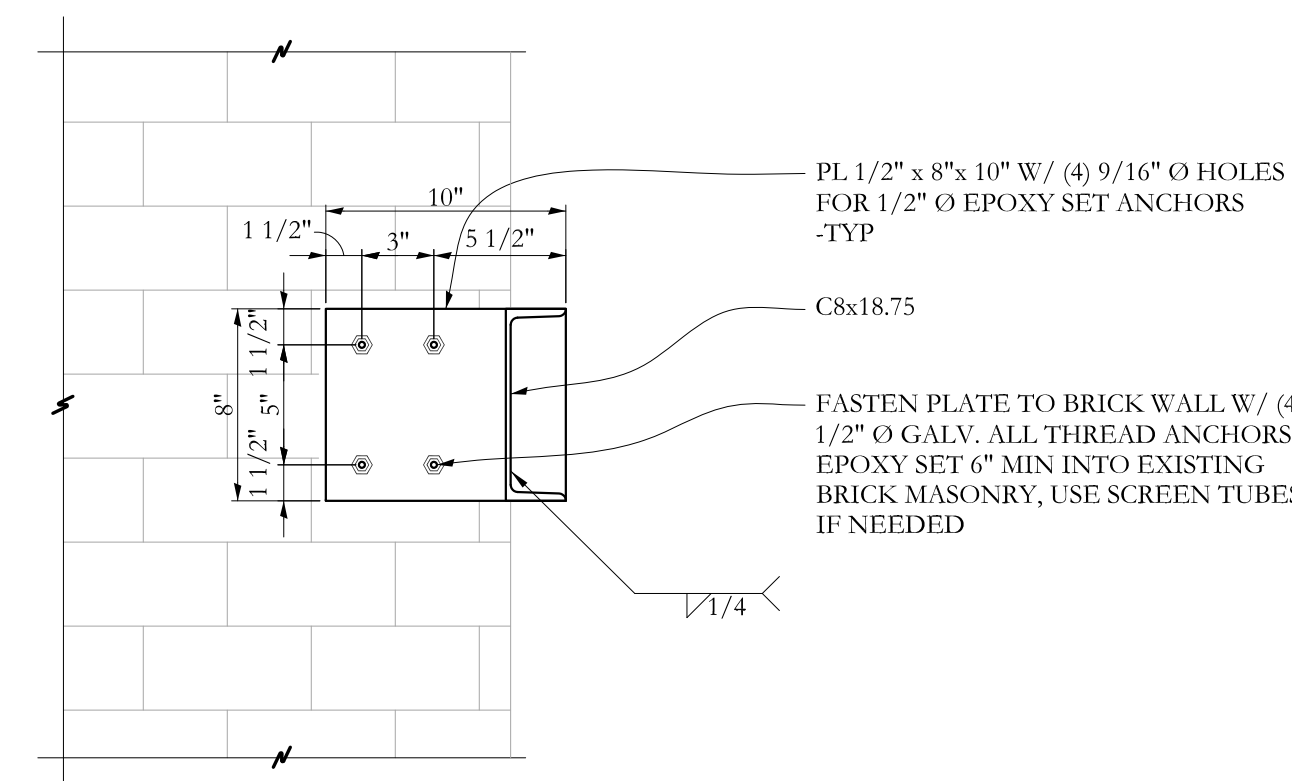 PL 1/2" x 8"x 10" W/ (4) 9/16" Ø HOLES
FOR 1/2" Ø EPOXY SET ANCHORS
-TYP
10"
1 1/2"
3"
5 1/2"
C8x18.75
1 1/2"
8"
5"
1 1/2"
FASTEN PLATE TO BRICK WALL W/ (4
1/2" Ø GALV. ALL THREAD ANCHORS
EPOXY SET 6" MIN INTO EXISTING
BRICK MASONRY, USE SCREEN TUBES
IF NEEDED
1/4